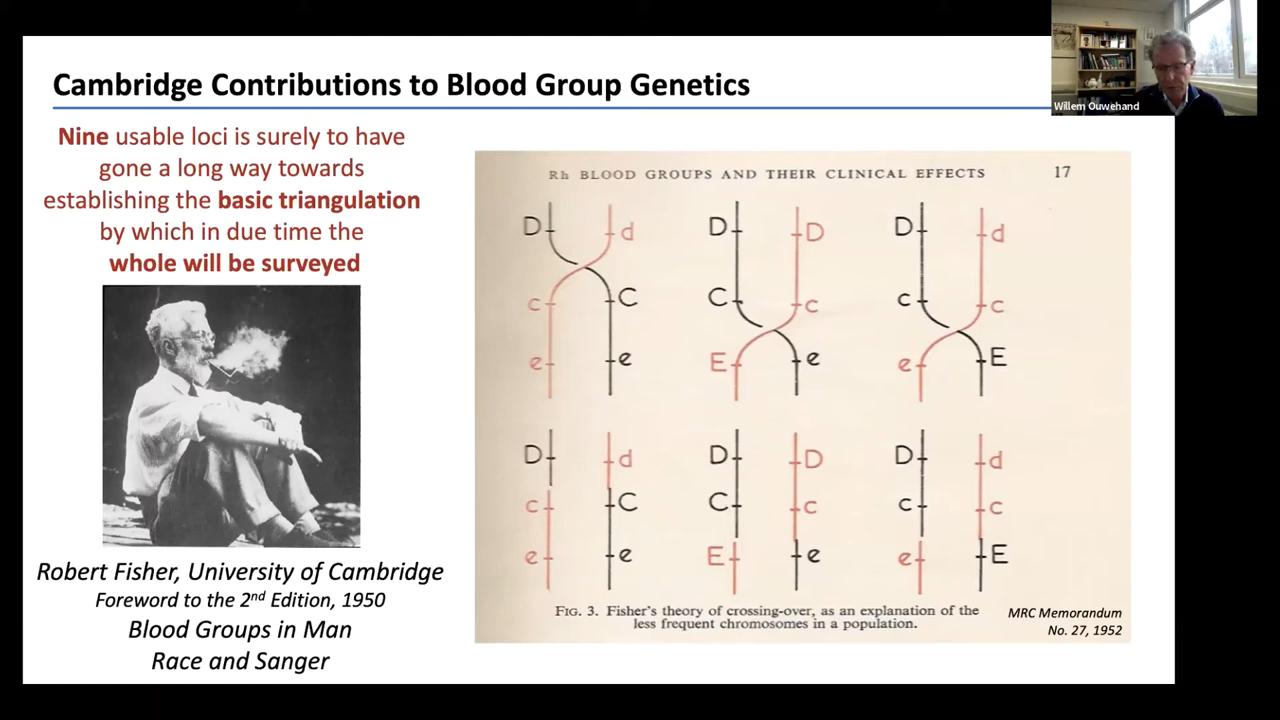 Cambridge Contributions to Blood Group Genetics
Willem Ouwehand
Nine usable loci is surely to have
gone a long way towards
establishing the basic triangulation
by which in due time the
whole will be surveyed
Robert Fisher, University of Cambridge
Foreword to the 2nd Edition, 1950
Blood Groups in Man
Race and Sanger
Rh BLOOD GROUPS AND THEIR CLINICAL EFFECTS 17
D d D D D d
c C C c c c
e e E e e E
D d D D D d
c C C c c c
e e E e e E
FIG. 3. Fisher's theory of crossing-over, as an explanation of the
less frequent chromosomes in a population.
MRC Memorandum
No. 27, 1952